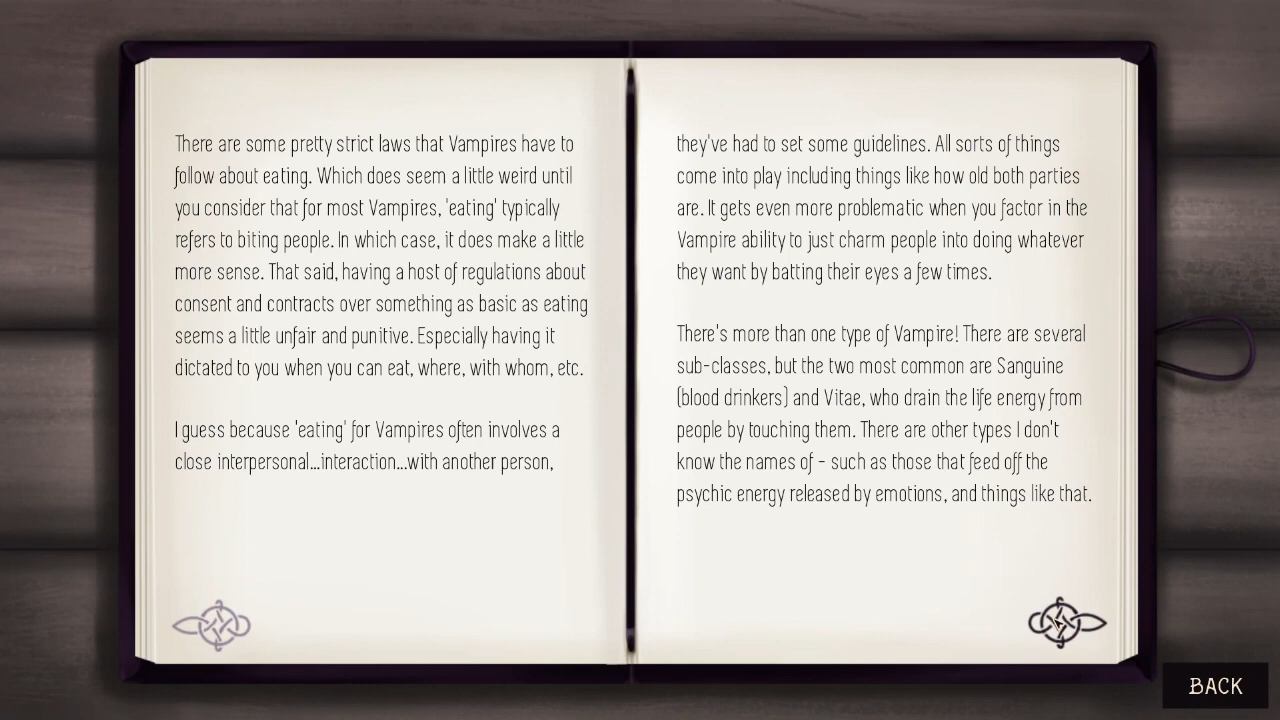 There are some pretty strict laws that Vampires have to
follow about eating. Which does seem a little weird until
you consider that for most Vampires, 'eating' typically
refers to biting people. In which case, it does make a little
more sense. That said, having a host of regulations about
consent and contracts over something as basic as eating
seems a little unfair and punitive. Especially having it
dictated to you when you can eat, where, with whom, etc.
I guess because 'eating' for Vampires often involves a
close interpersonal...interaction...with another person,
they've had to set some guidelines. All sorts of things
come into play including things like how old both parties
are. It gets even more problematic when you factor in the
Vampire ability to just charm people into doing whatever
they want by batting their eyes a few times.
There's more than one type of Vampire! There are several
sub-classes, but the two most common are Sanguine
(blood drinkers) and Vitae, who drain the life energy from
people by touching them. There are other types I don't
know the names of - such as those that feed off the
psychic energy released by emotions, and things like that.
BACK